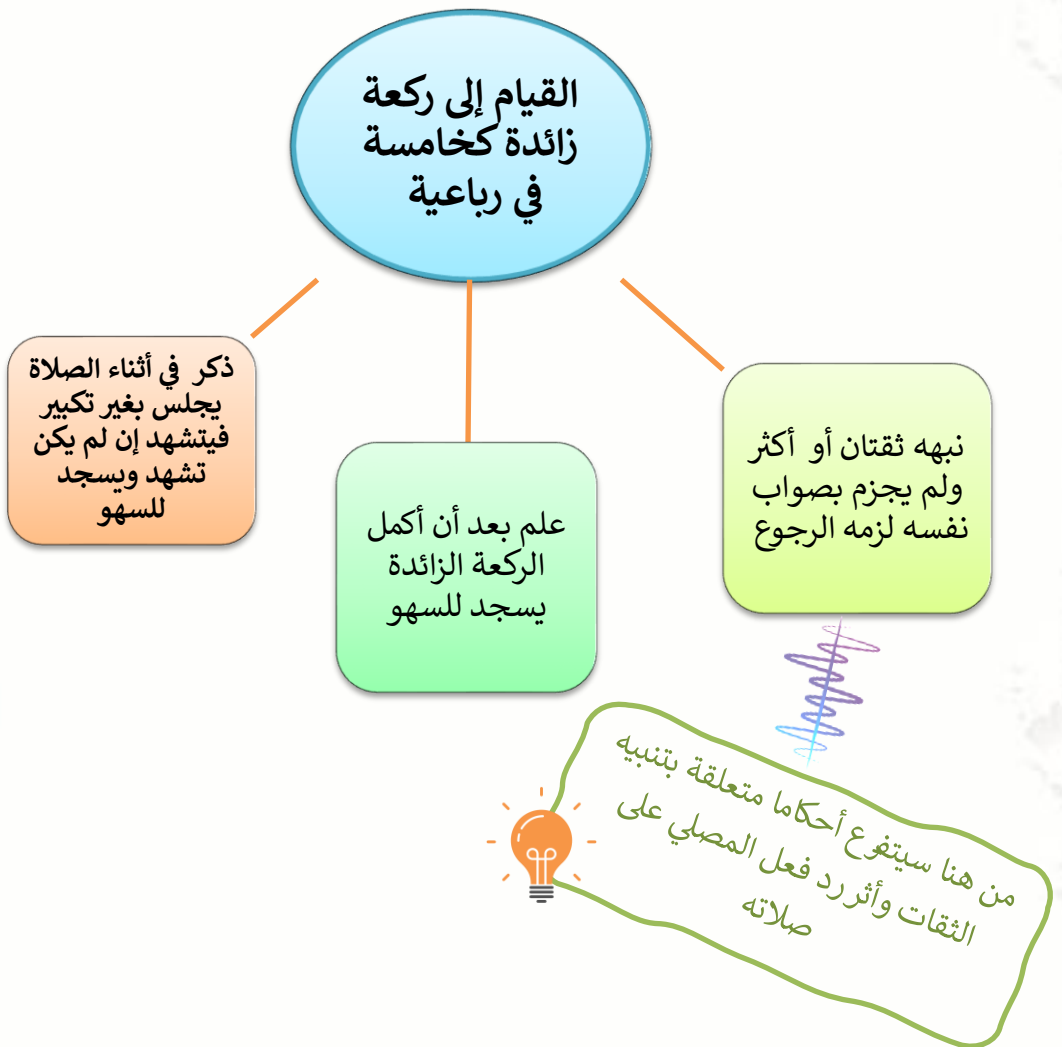 القيام إلى ركعة
زائدة كخامسة
في رباعية
نبهه ثقتان أو أكثر
ولم يجزم بصواب
نفسه لزمه الرجوع
علم بعد أن أكمل
الركعة الزائدة
يسجد للسهو
ذكر في أثناء الصلاة
يجلس بغير تكبير
فيتشهد إن لم يكن
تشهد ويسجد
للسهو
من هنا سيتفرع أحكاما متعلقة بتنبيه
الثقات وأثر رد فعل المصلي على
صلاته